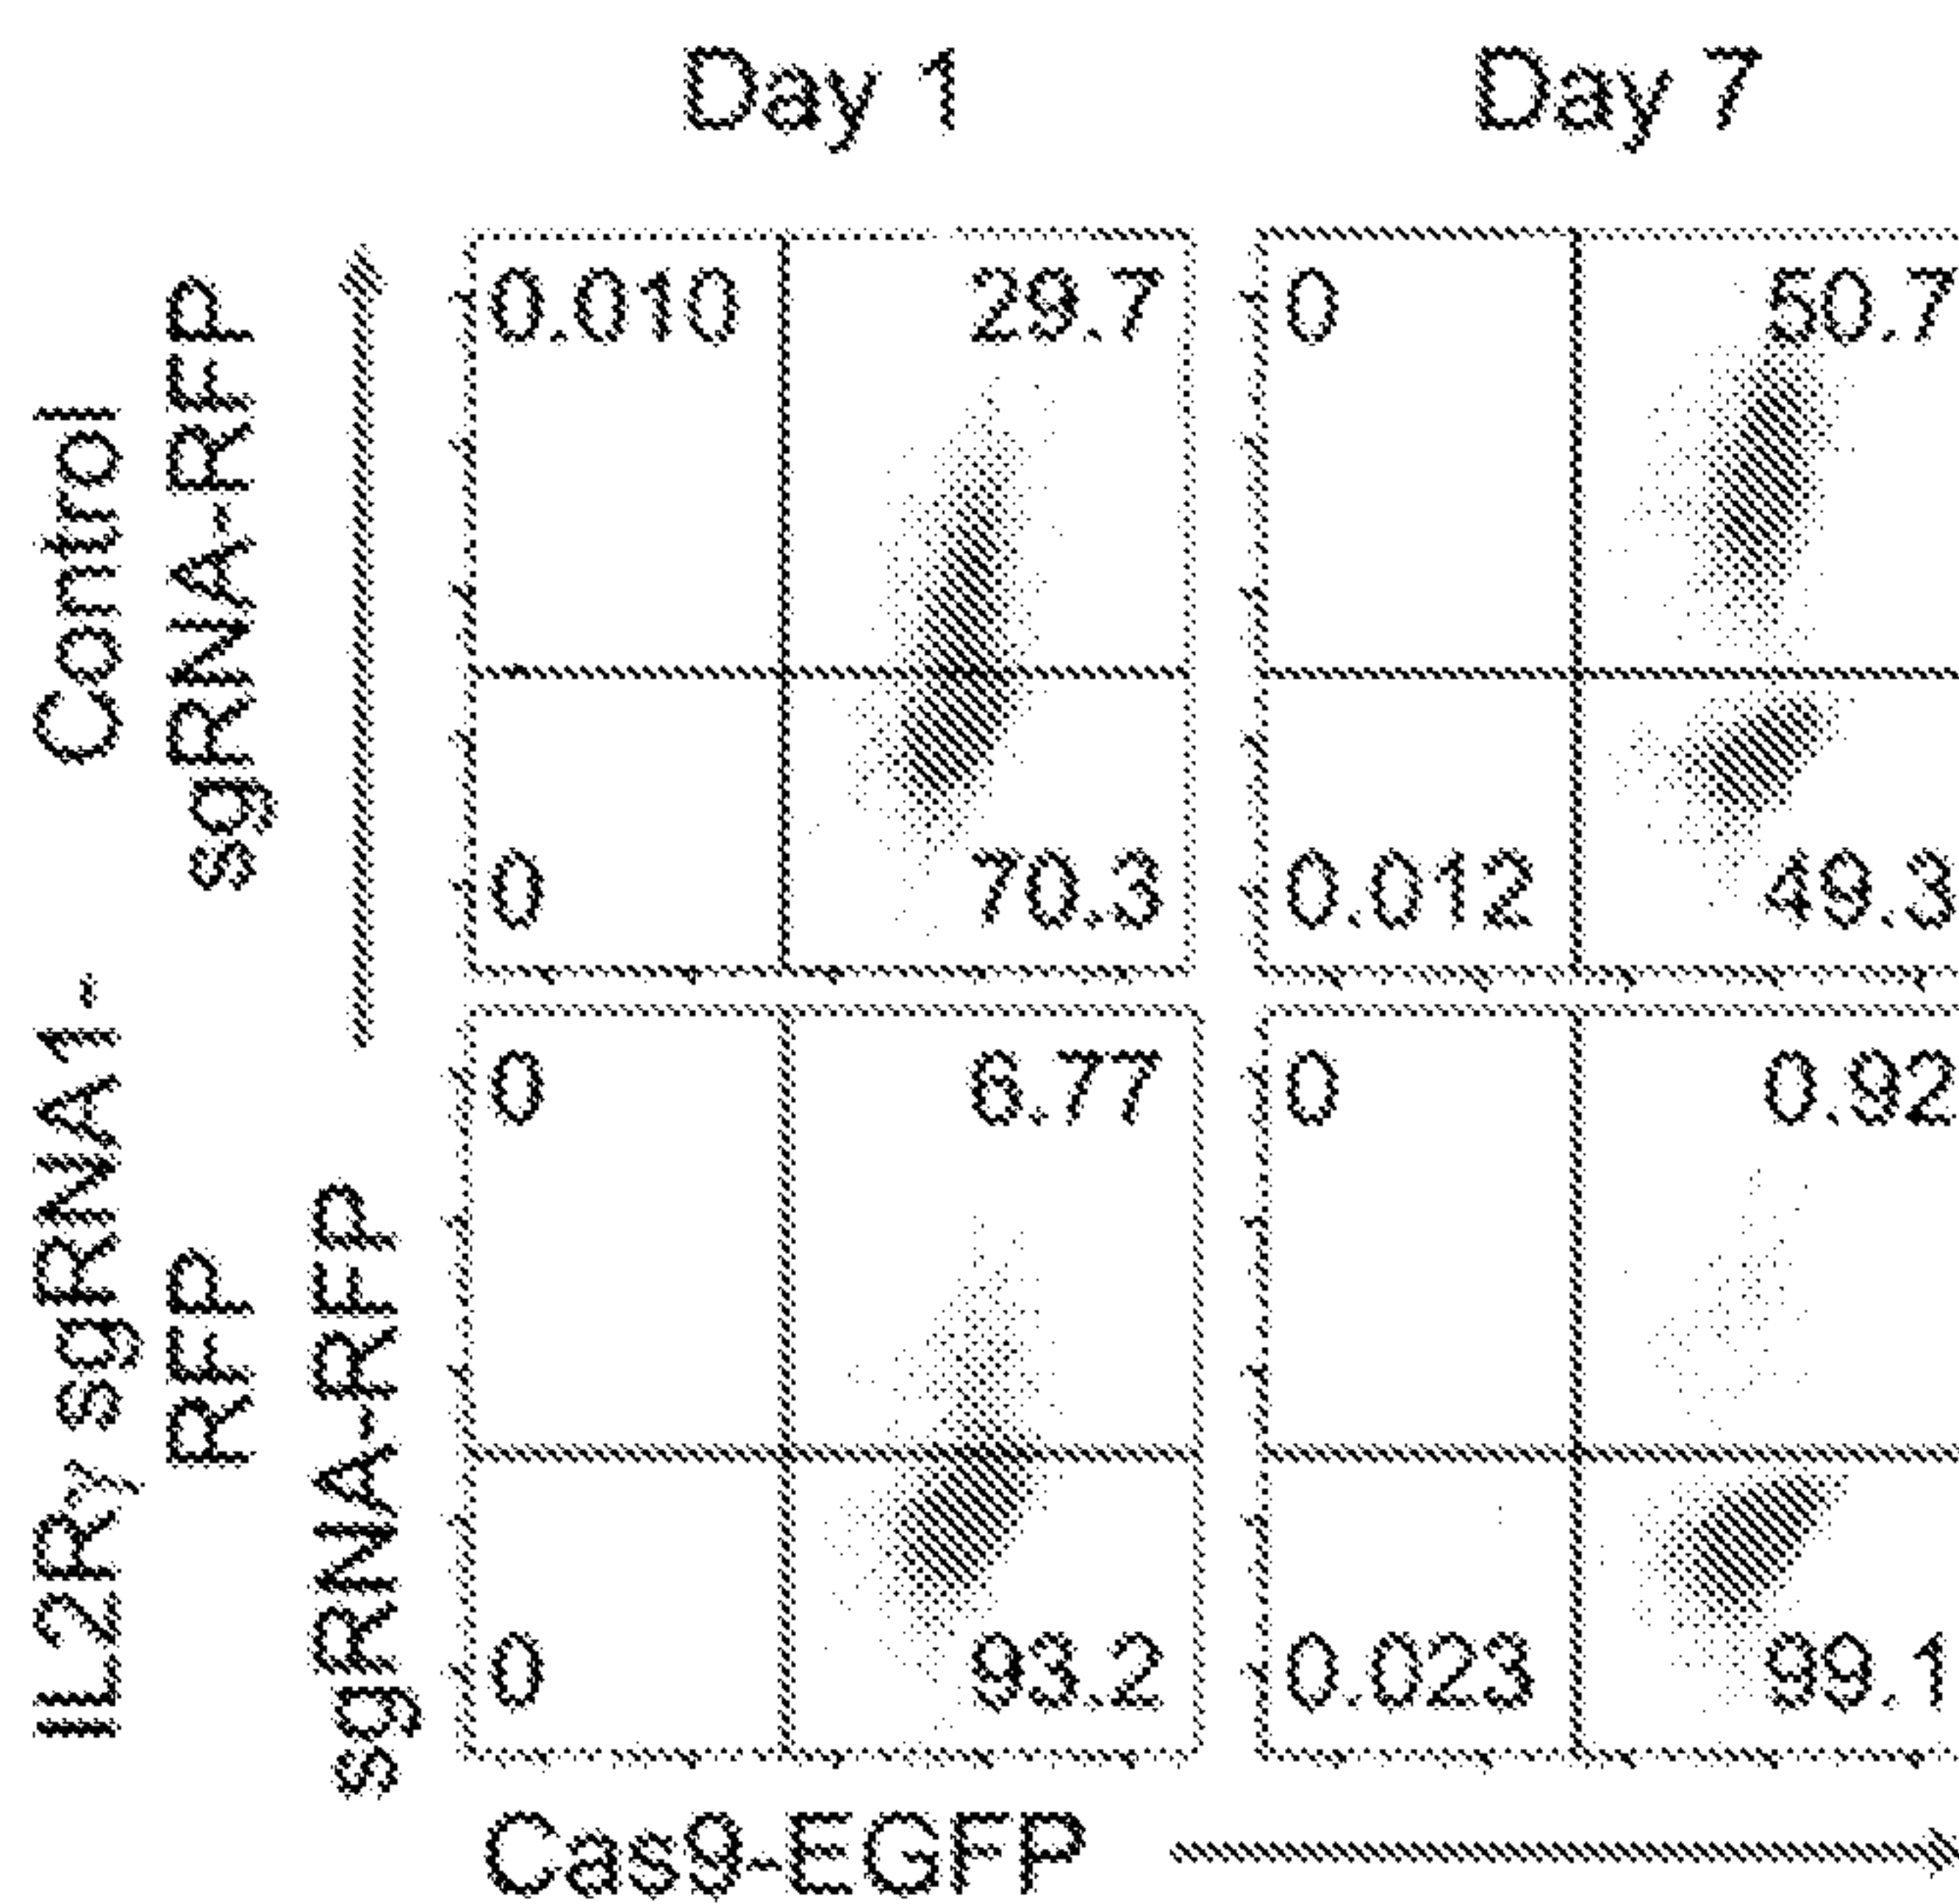 Day 1
Day 7
Control
sgRNA-RFP
0.010
29.7
0
70.3
0
50.7
0.012
49.3
IL2Rγ sgRNA1-
RFP
sgRNA-RFP
0
6.77
0
93.2
0
0.92
0.023
99.1
Cas9-EGFP